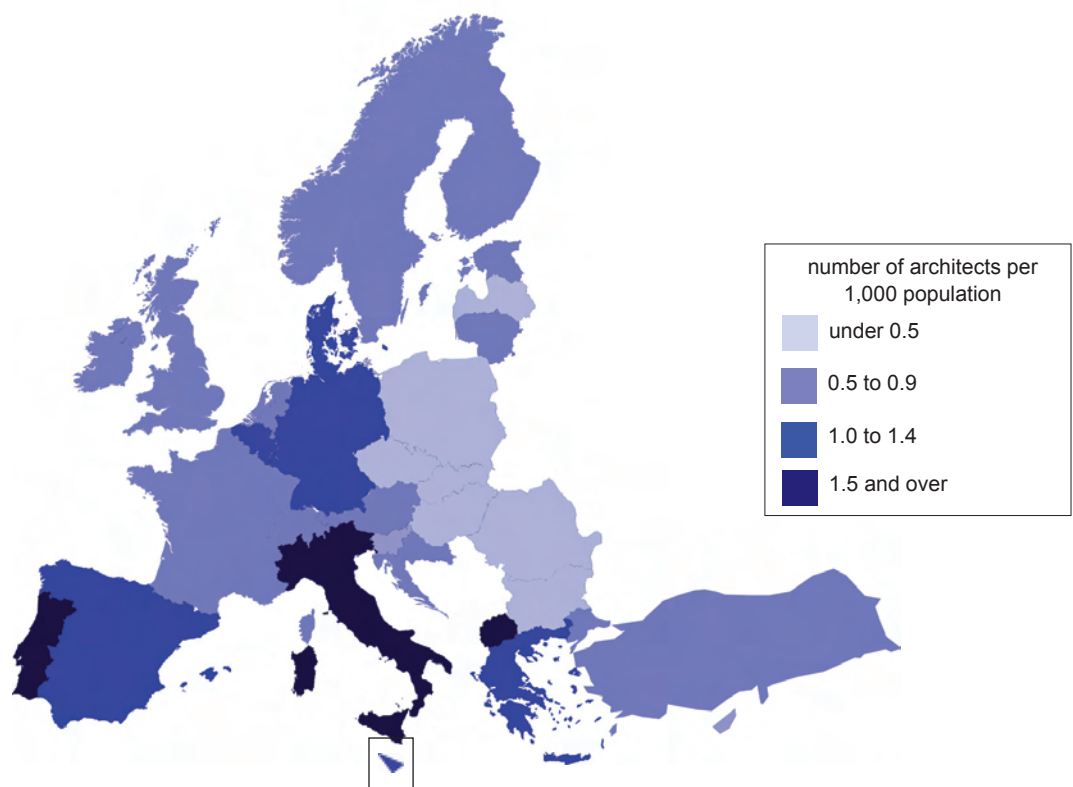 number of architects per
1,000 population
under 0.5
0.5 to 0.9
1.0 to 1.4
1.5 and over